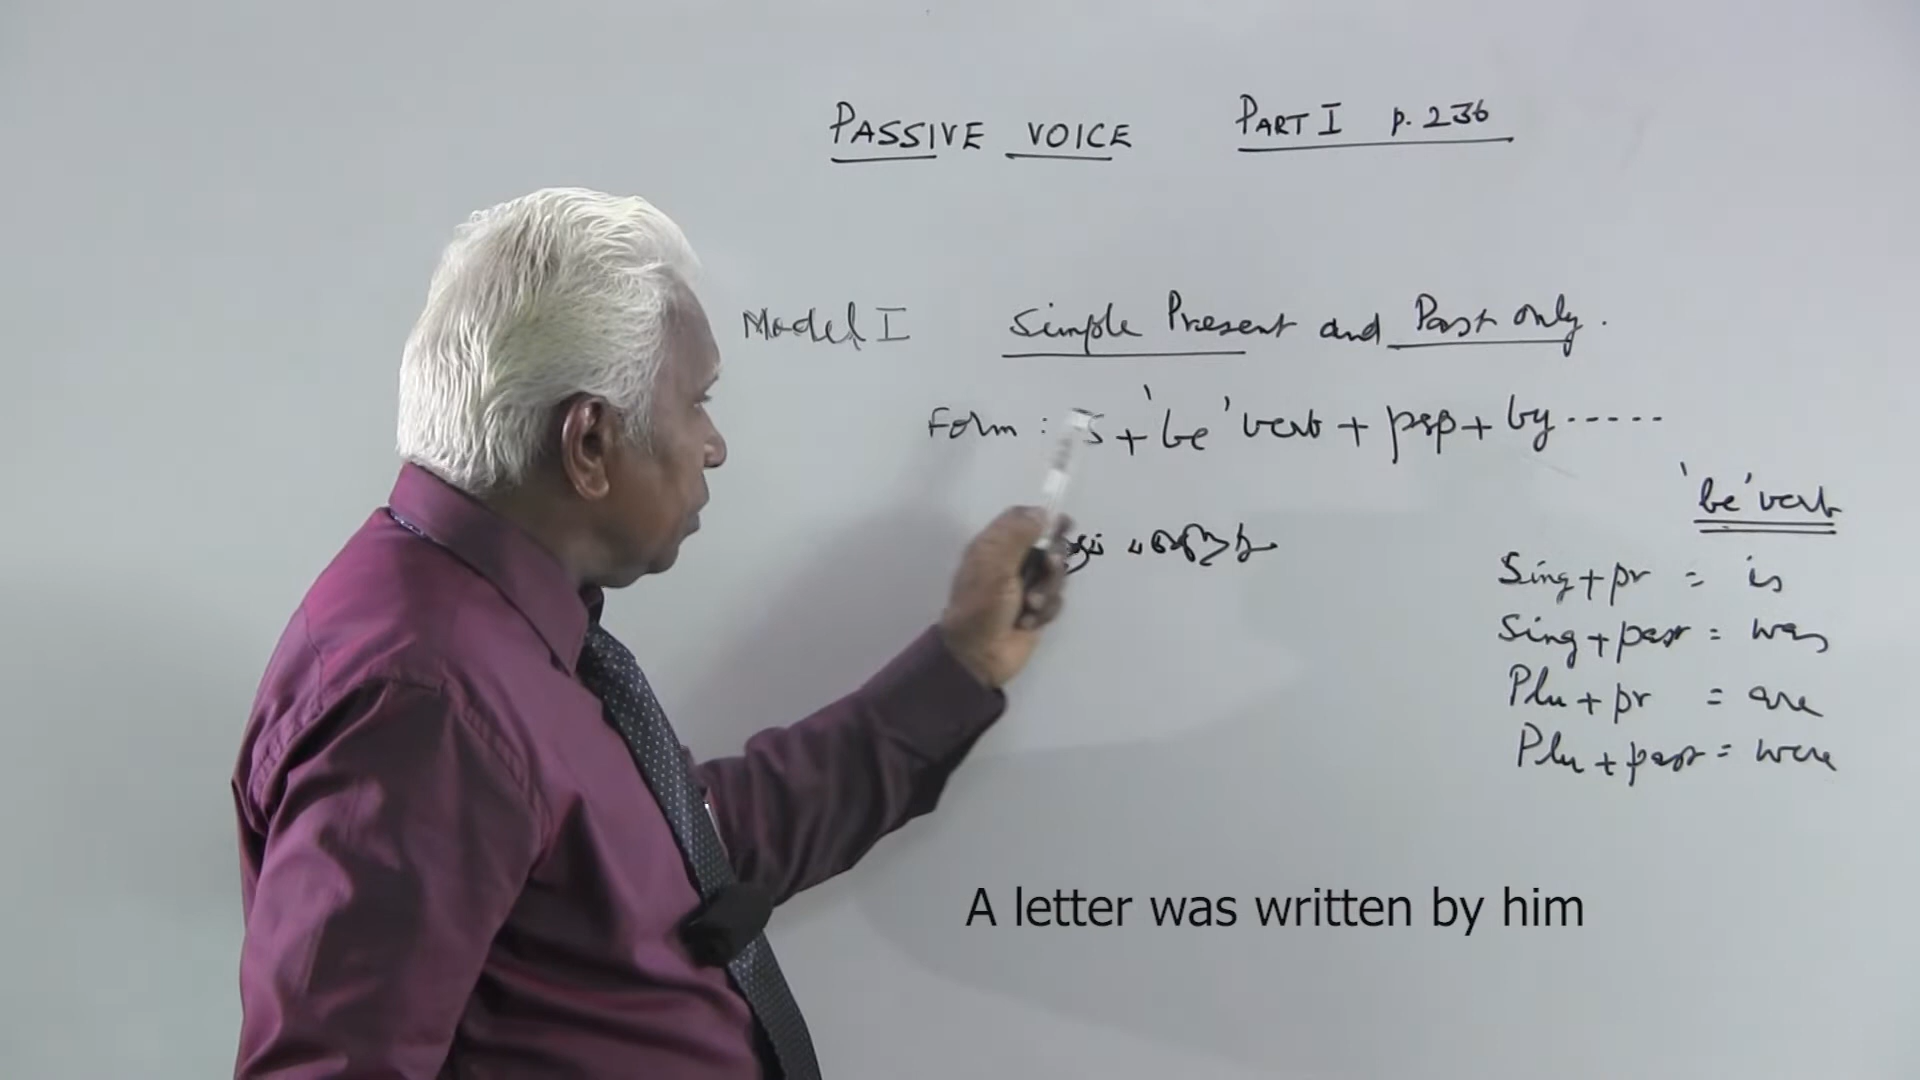 PASSIVE VOICE PART I p. 236
Model I Simple Present and Past only.
Form: S + 'be' verb + psp + by .....
'be' verb
Sing + pr = is
Sing + past = was
Plu + pr = are
Plu + past = were
A letter was written by him